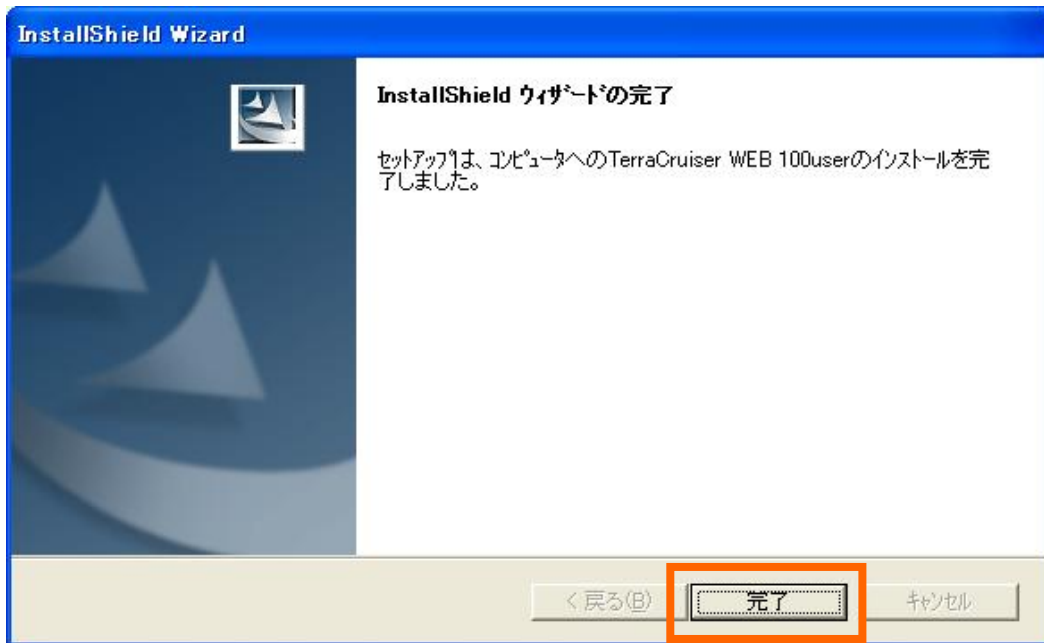 InstallShield Wizard
InstallShield ウィザードの完了
セットアップは、コンピュータへのTerraCruiser WEB 100userのインストールを完
了しました。
< 戻る(B)
完了
キャンセル